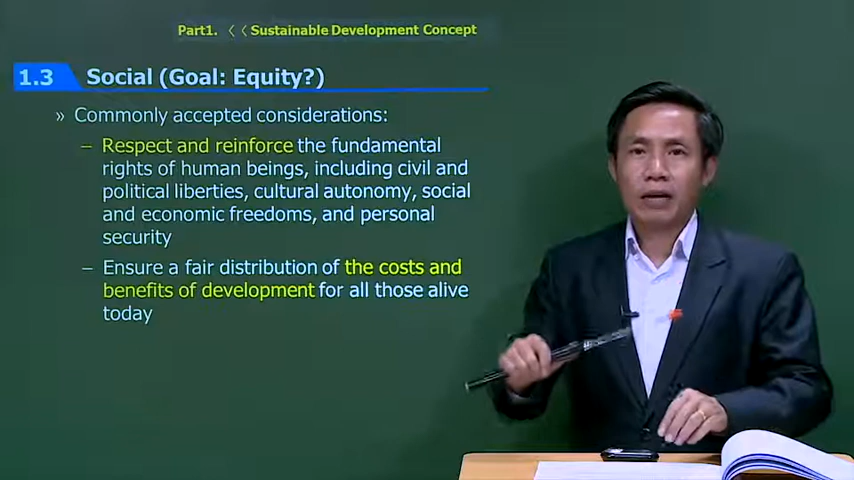 Part1. 〈〈 Sustainable Development Concept
1.3 Social (Goal: Equity?)
» Commonly accepted considerations:
– Respect and reinforce the fundamental
rights of human beings, including civil and
political liberties, cultural autonomy, social
and economic freedoms, and personal
security
– Ensure a fair distribution of the costs and
benefits of development for all those alive
today